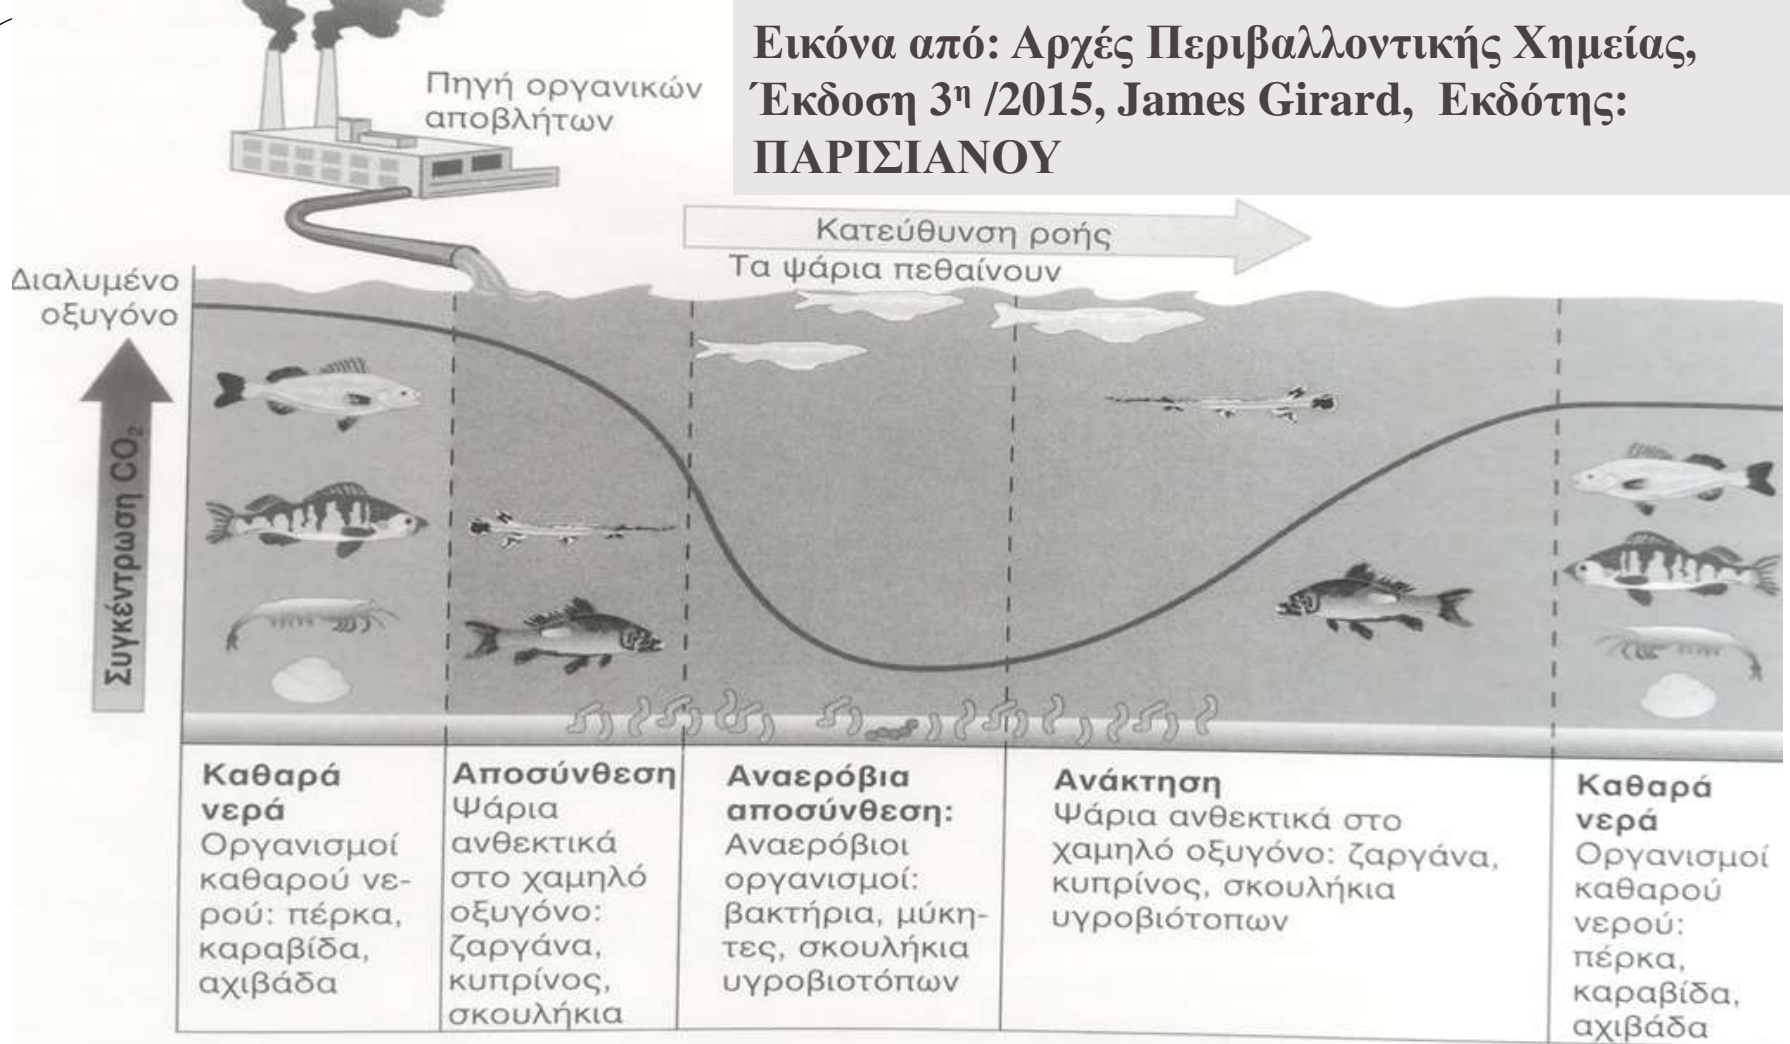 Εικόνα από: Αρχές Περιβαλλοντικής Χημείας,
Έκδοση 3η /2015, James Girard, Εκδότης:
ΠΑΡΙΣΙΑΝΟΥ
Πηγή οργανικών
αποβλήτων
Κατεύθυνση ροής
Τα ψάρια πεθαίνουν
Διαλυμένο
οξυγόνο
Συγκέντρωση CO2
Καθαρά
νερά
Οργανισμοί
καθαρού νε-
ρού: πέρκα,
καραβίδα,
αχιβάδα
Αποσύνθεση
Ψάρια
ανθεκτικά
στο χαμηλό
οξυγόνο:
ζαργάνα,
κυπρίνος,
σκουλήκια
Αναερόβια
αποσύνθεση:
Αναερόβιοι
οργανισμοί:
βακτήρια, μύκη-
τες, σκουλήκια
υγροβιοτόπων
Ανάκτηση
Ψάρια ανθεκτικά στο
χαμηλό οξυγόνο: ζαργάνα,
κυπρίνος, σκουλήκια
υγροβιότοπων
Καθαρά
νερά
Οργανισμοί
καθαρού
νερού:
πέρκα,
καραβίδα,
αχιβάδα